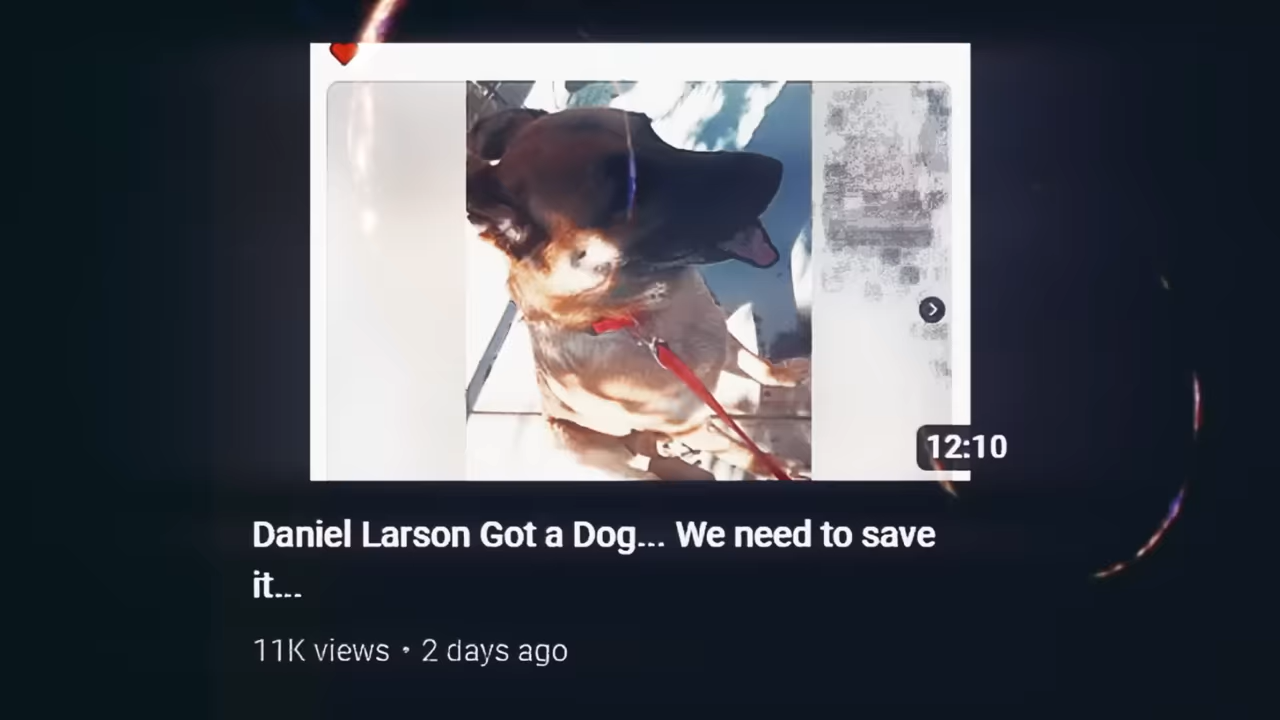 12:10
Daniel Larson Got a Dog... We need to save
it...
11K views • 2 days ago